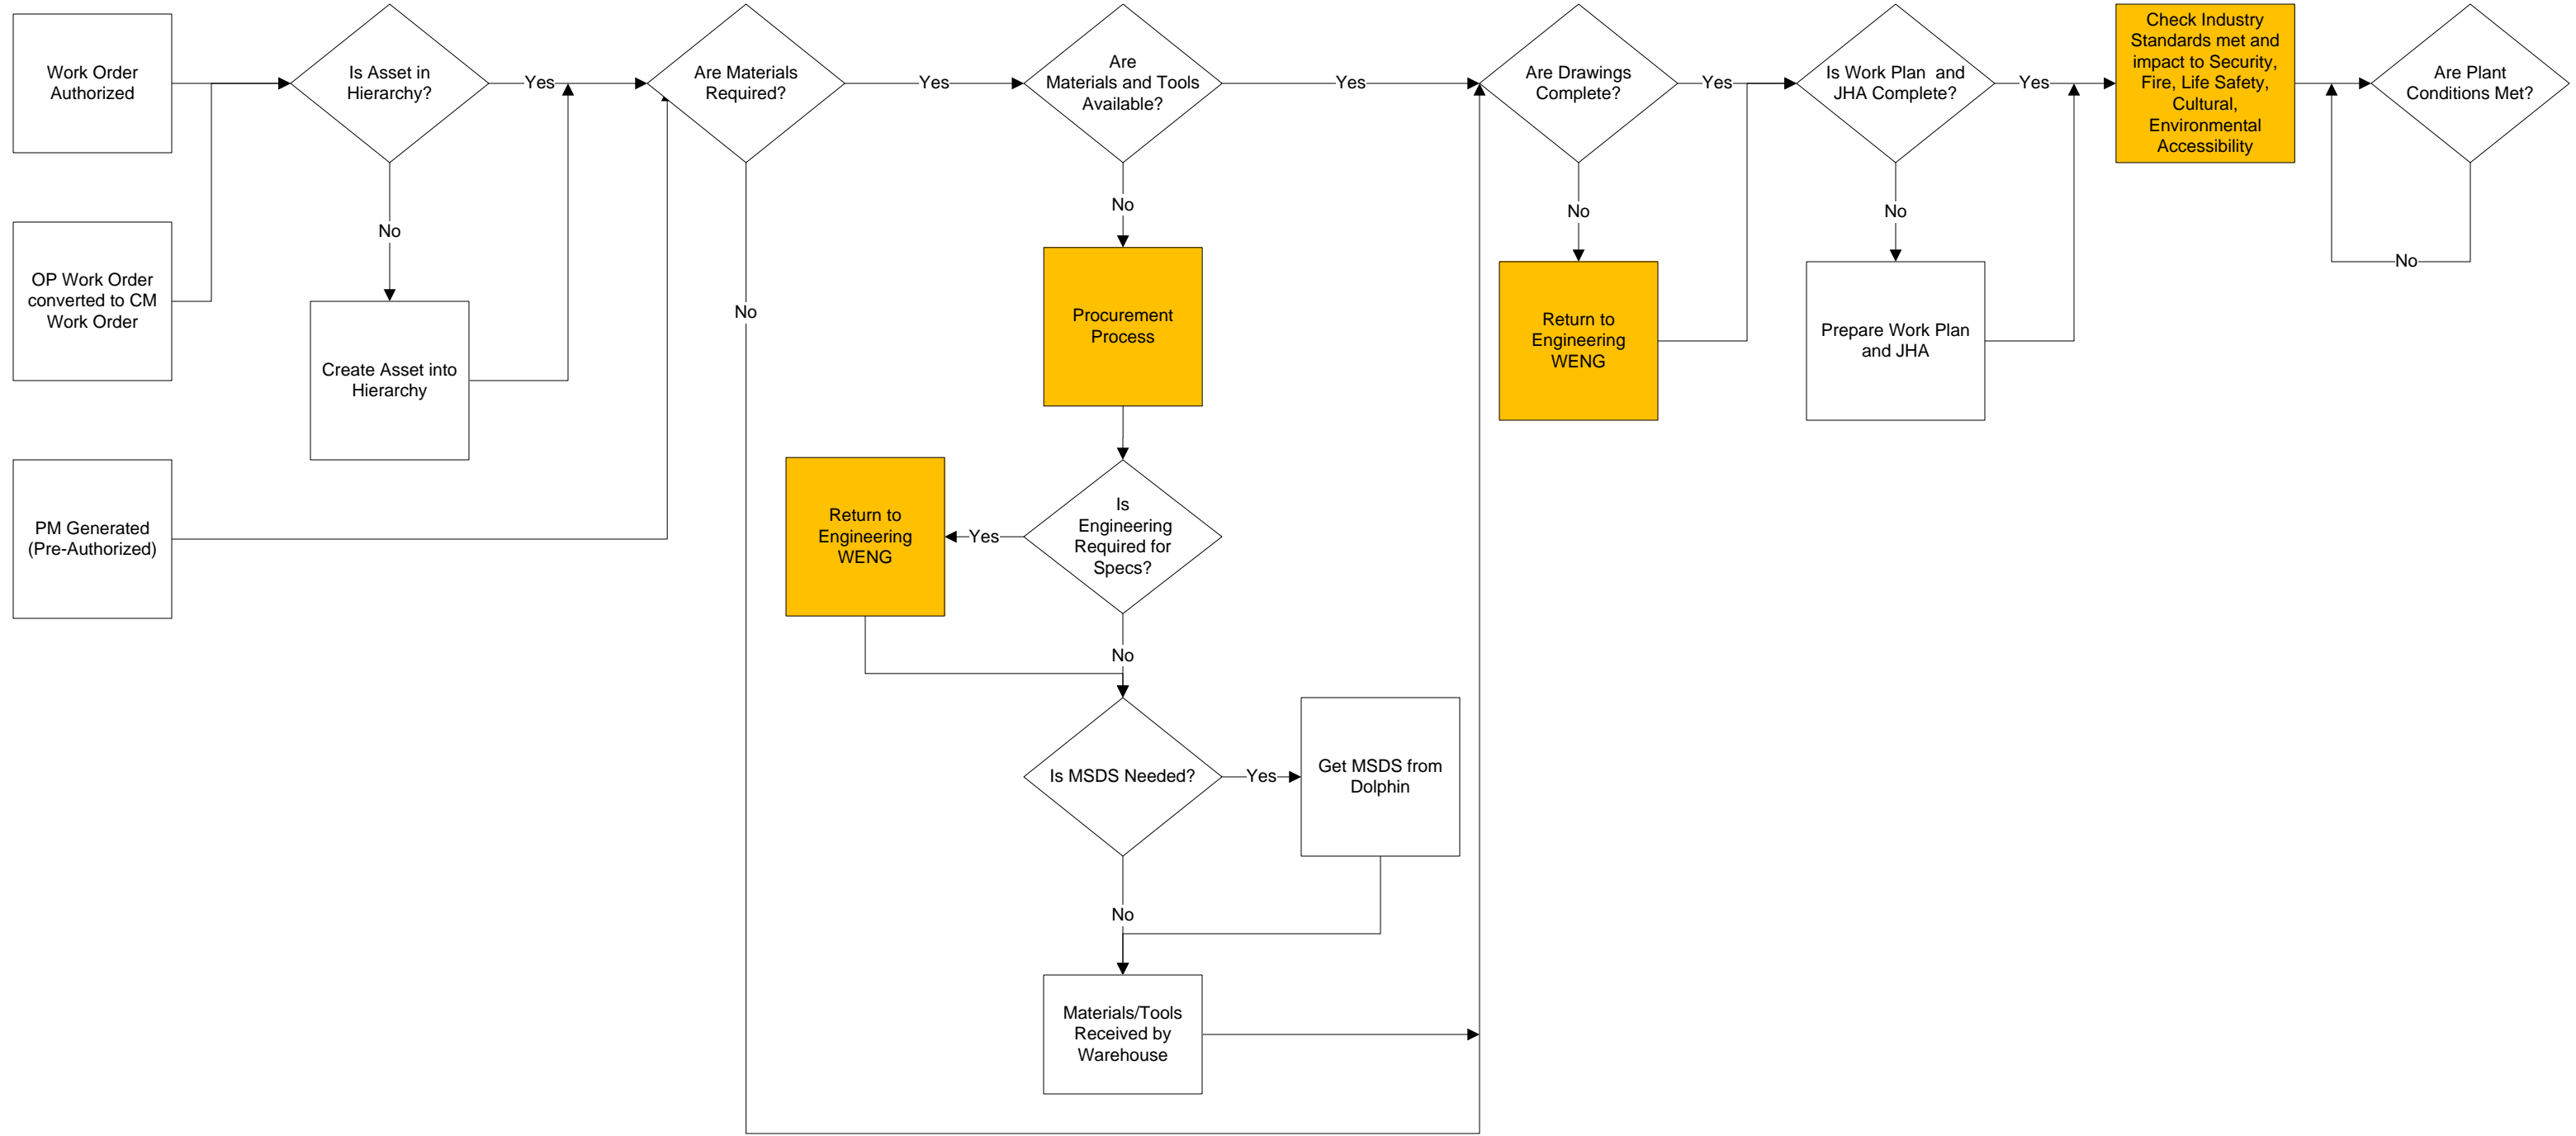 Work Order
Authorized
Is Asset in
Hierarchy?
Yes
Are Materials
Required?
Yes
Are
Materials and Tools
Available?
Yes
Are Drawings
Complete?
Yes
Is Work Plan and
JHA Complete?
Yes
Check Industry
Standards met and
impact to Security,
Fire, Life Safety,
Cultural,
Environmental
Accessibility
Are Plant
Conditions Met?
No
No
No
No
No
No
OP Work Order
converted to CM
Work Order
Create Asset into
Hierarchy
Procurement
Process
Return to
Engineering
WENG
Prepare Work Plan
and JHA
PM Generated
(Pre-Authorized)
Return to
Engineering
WENG
Yes
Is
Engineering
Required for
Specs?
No
Is MSDS Needed?
Yes
Get MSDS from
Dolphin
No
Materials/Tools
Received by
Warehouse